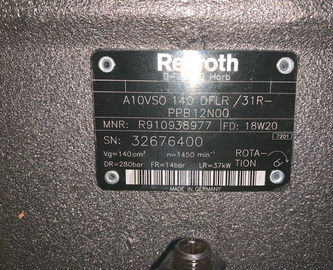 Rexroth
Horb
A10VSO 140 DFLR /31R-
PPB12N00
MNR: R910938977 FD: 18W20
SN: 32676400 7201
Vg=140cm³ n=1450 min⁻¹ ROTA-
DR=280bar FR=14bar LR=37kW TION
MADE IN GERMANY